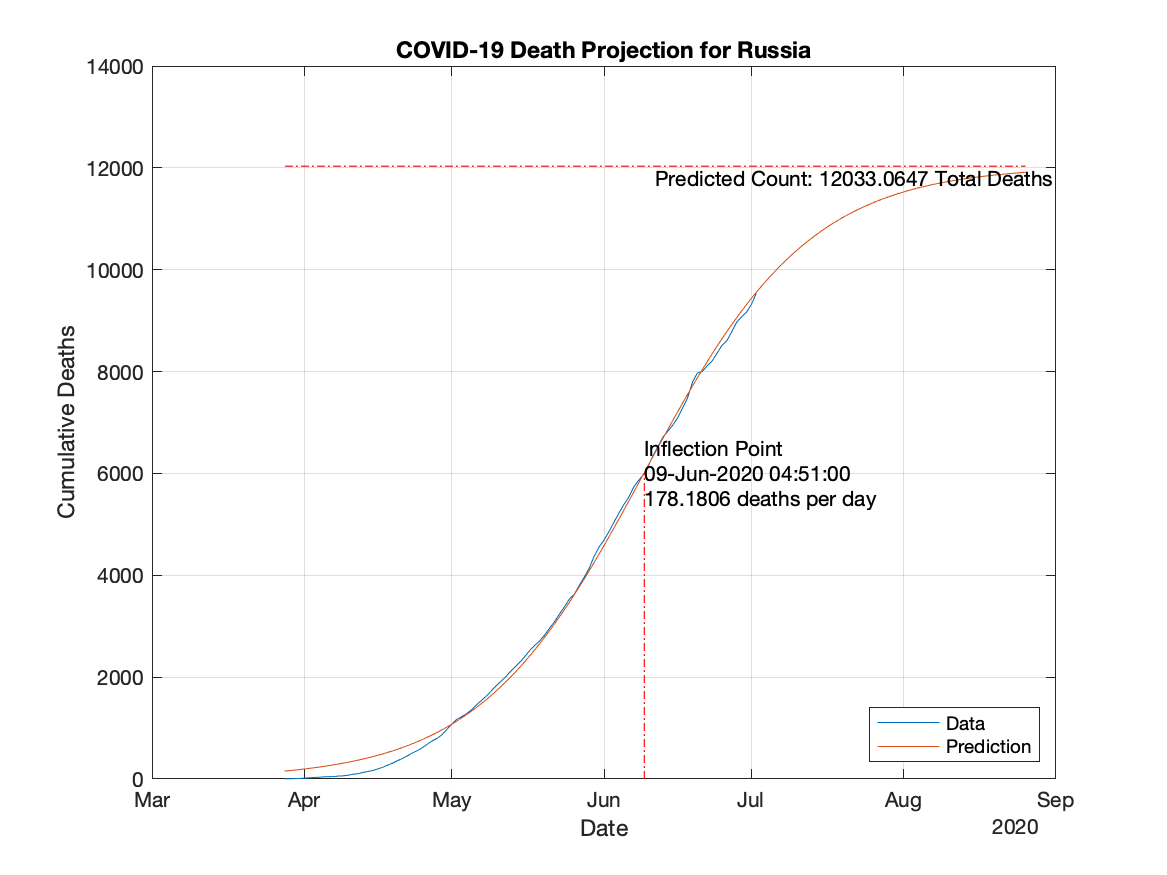 COVID-19 Death Projection for Russia
14000
12000
10000
8000
6000
4000
2000
0
Cumulative Deaths
Predicted Count: 12033.0647 Total Deaths
Inflection Point
09-Jun-2020 04:51:00
178.1806 deaths per day
Data
Prediction
Mar Apr May Jun Jul Aug Sep
Date
2020